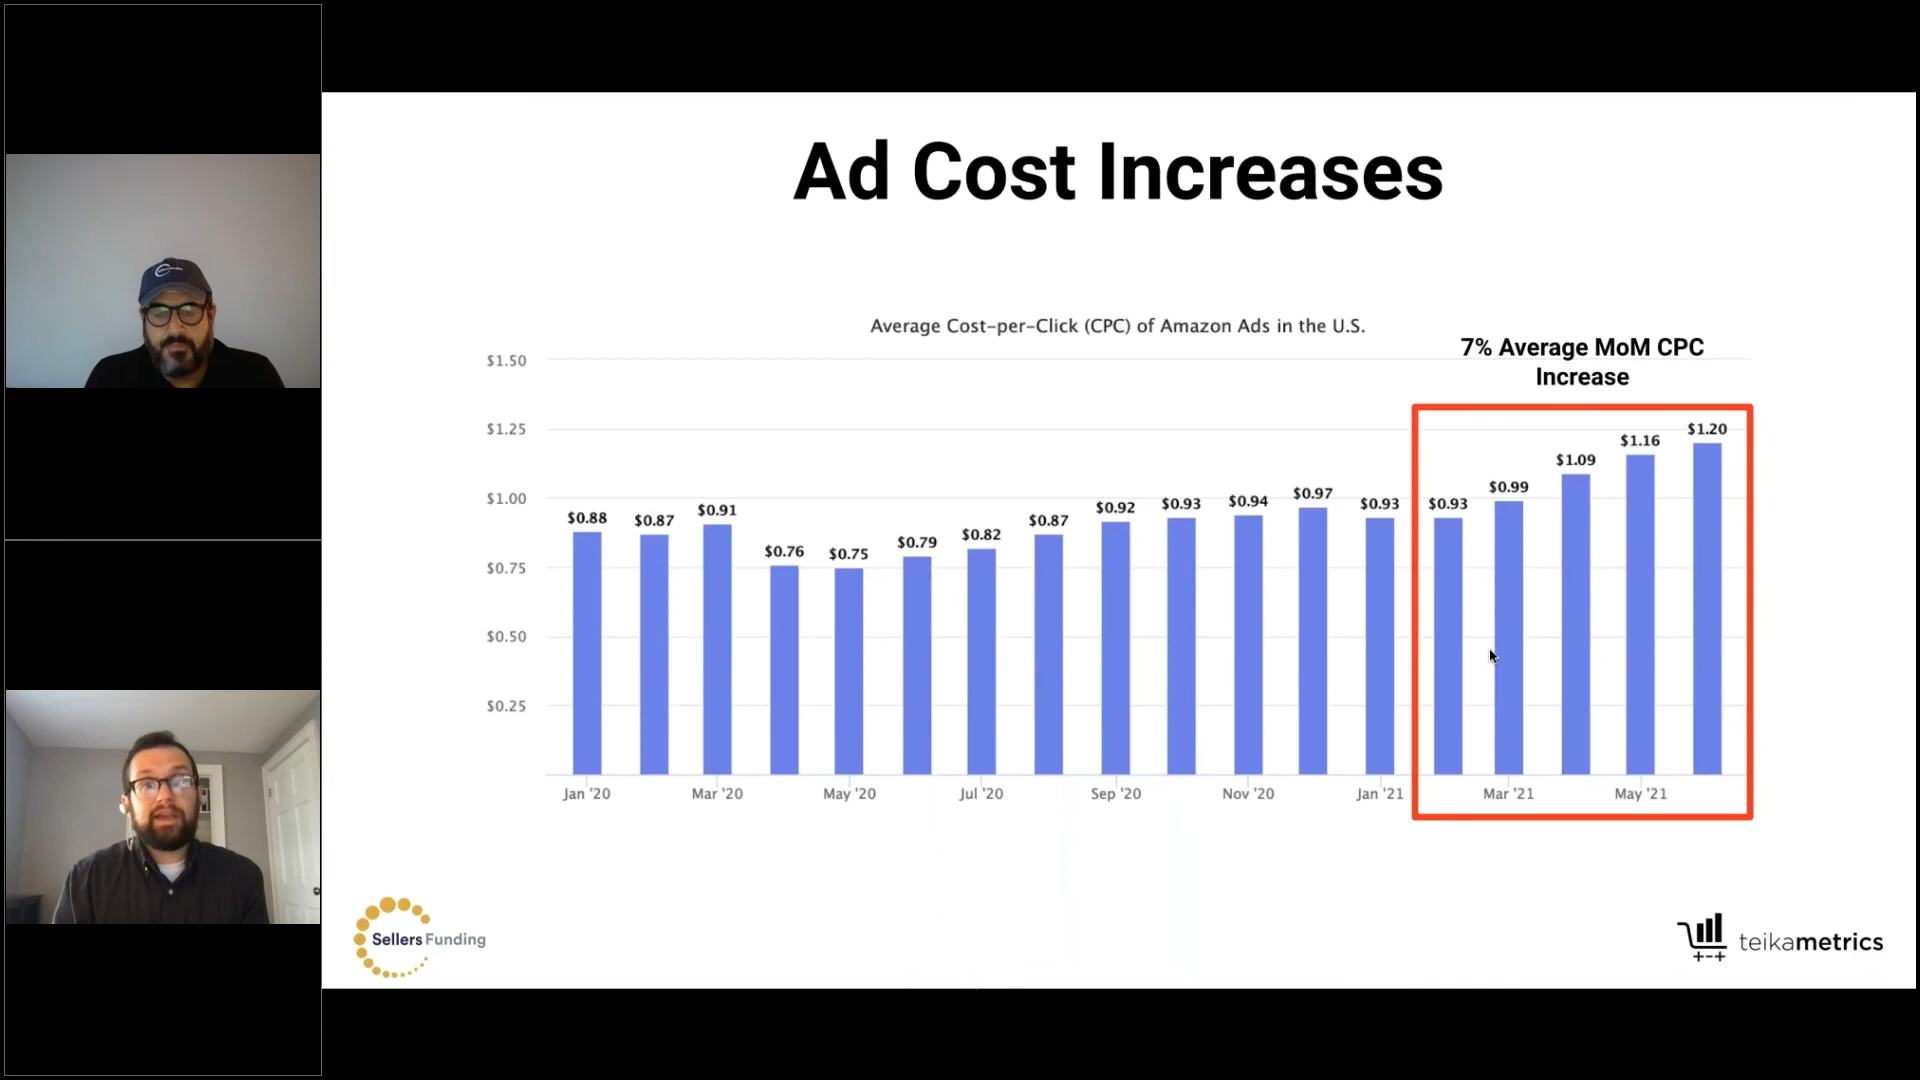 Ad Cost Increases
Average Cost-per-Click (CPC) of Amazon Ads in the U.S.
7% Average MoM CPC
Increase
$1.50
$1.25
$1.00
$0.75
$0.50
$0.25
$0.88
$0.87
$0.91
$0.76
$0.75
$0.79
$0.82
$0.87
$0.92
$0.93
$0.94
$0.97
$0.93
$0.93
$0.99
$1.09
$1.16
$1.20
Jan '20
Mar '20
May '20
Jul '20
Sep '20
Nov '20
Jan '21
Mar '21
May '21
SellersFunding
teikametrics